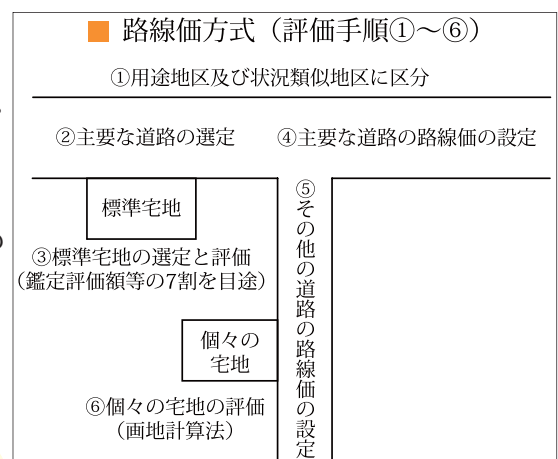 ■ 路線価方式（評価手順①～⑥）
①用途地区及び状況類似地区に区分
②主要な道路の選定
④主要な道路の路線価の設定
標準宅地
③標準宅地の選定と評価
（鑑定評価額等の7割を目途）
⑤その他の道路の路線価の設定
個々の
宅地
⑥個々の宅地の評価
（画地計算法）